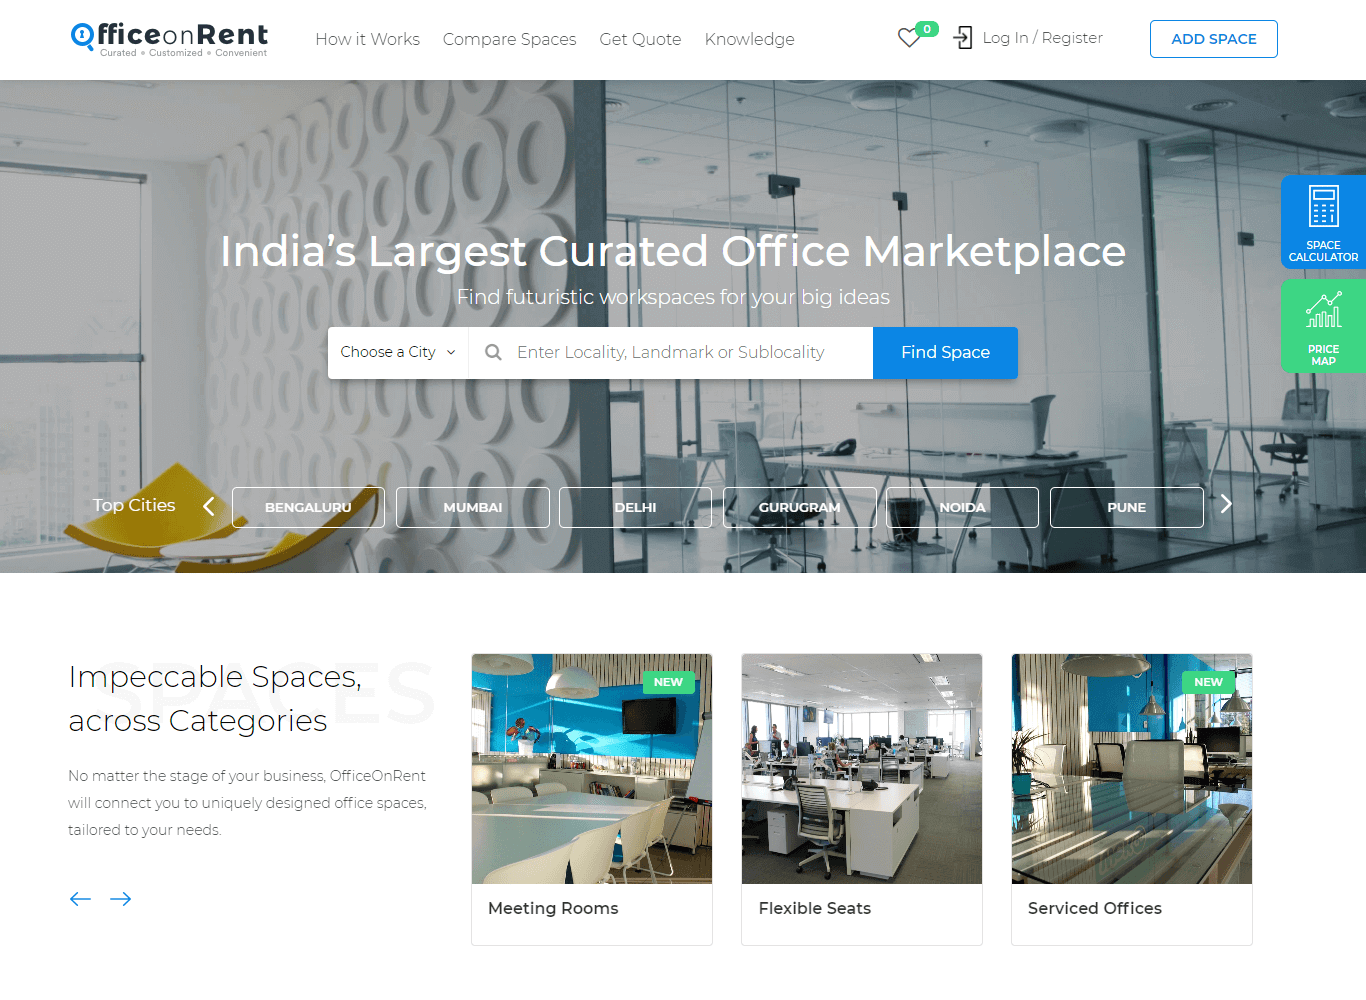 OfficeonRent
Curated • Customized • Convenient
How it Works
Compare Spaces
Get Quote
Knowledge
0
Log In / Register
ADD SPACE
SPACE
CALCULATOR
PRICE
MAP
India’s Largest Curated Office Marketplace
Find futuristic workspaces for your big ideas
Choose a City
Enter Locality, Landmark or Sublocality
Find Space
Top Cities
BENGALURU
MUMBAI
DELHI
GURUGRAM
NOIDA
PUNE
SPACES
Impeccable Spaces,
across Categories
No matter the stage of your business, OfficeOnRent
will connect you to uniquely designed office spaces,
tailored to your needs.
NEW
Meeting Rooms
Flexible Seats
NEW
Serviced Offices